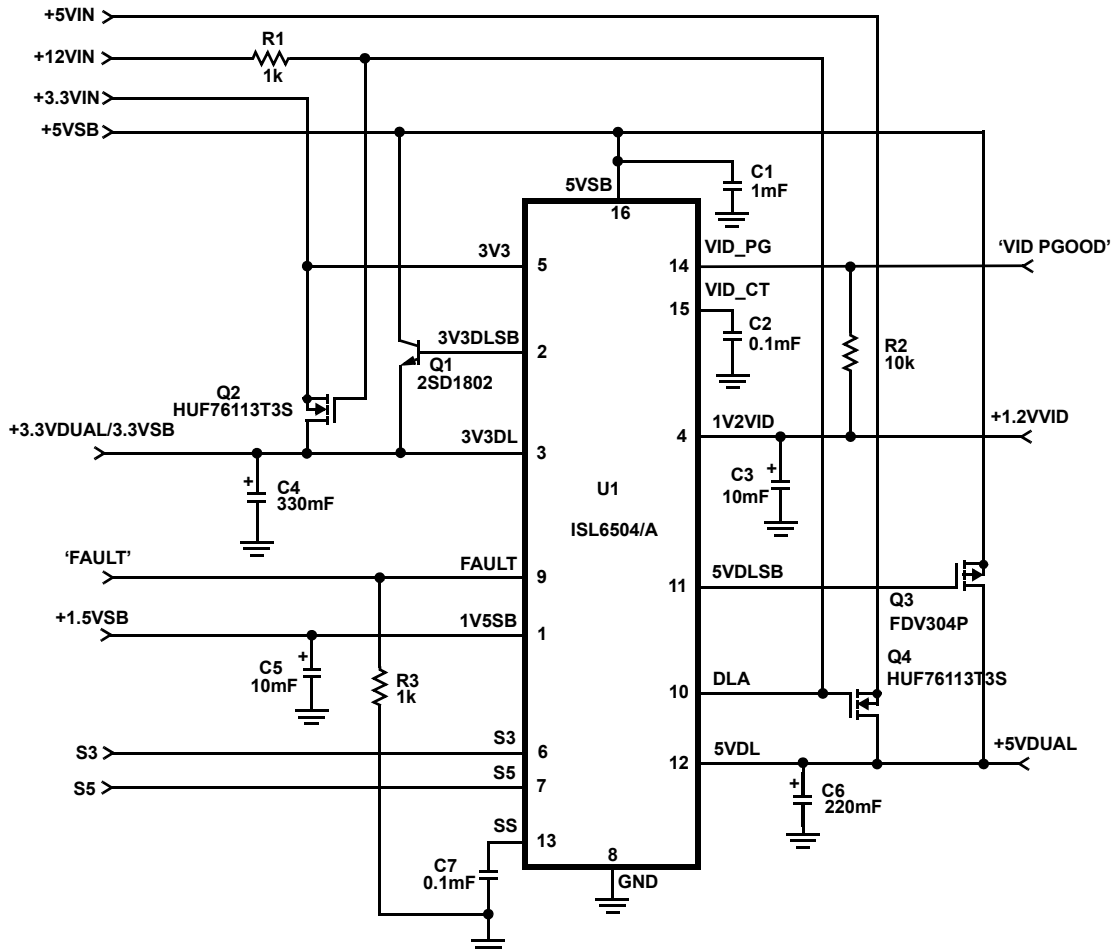 +5VIN
+12VIN
R1
1k
+3.3VIN
+5VSB
C1
1mF
5VSB
16
3V3
5
VID_PG
14
'VID PGOOD'
VID_CT
15
C2
0.1mF
R2
10k
3V3DLSB
2
Q1
2SD1802
Q2
HUF76113T3S
+3.3VDUAL/3.3VSB
3V3DL
3
1V2VID
4
+1.2VVID
C3
+
10mF
C4
+
330mF
U1
ISL6504/A
'FAULT'
FAULT
9
5VDLSB
11
Q3
FDV304P
+1.5VSB
1V5SB
1
C5
+
10mF
R3
1k
Q4
HUF76113T3S
DLA
10
S3
S3
6
5VDL
12
+5VDUAL
S5
S5
7
C6
+
220mF
SS
13
C7
0.1mF
8
GND